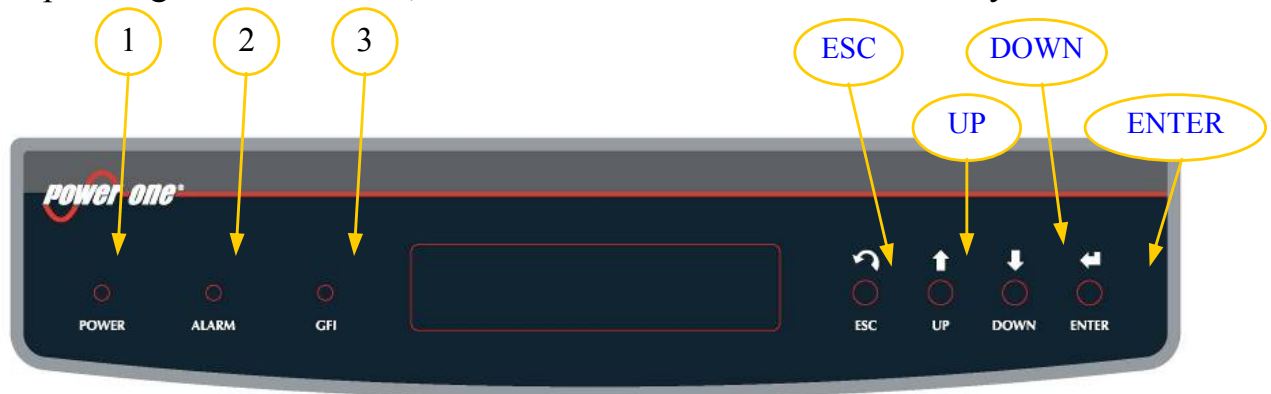 1 2 3 ESC DOWN
UP ENTER
power-one®
POWER ALARM GFI ESC UP DOWN ENTER